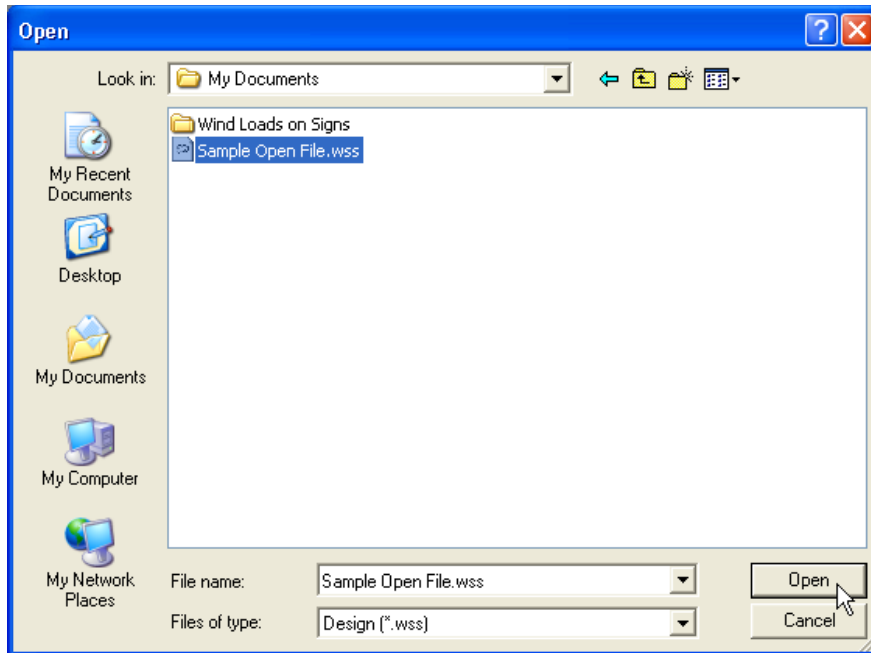 Open
Look in: My Documents
Wind Loads on Signs
Sample Open File.wss
My Recent
Documents
Desktop
My Documents
My Computer
My Network
Places
File name: Sample Open File.wss Open
Files of type: Design (*.wss) Cancel